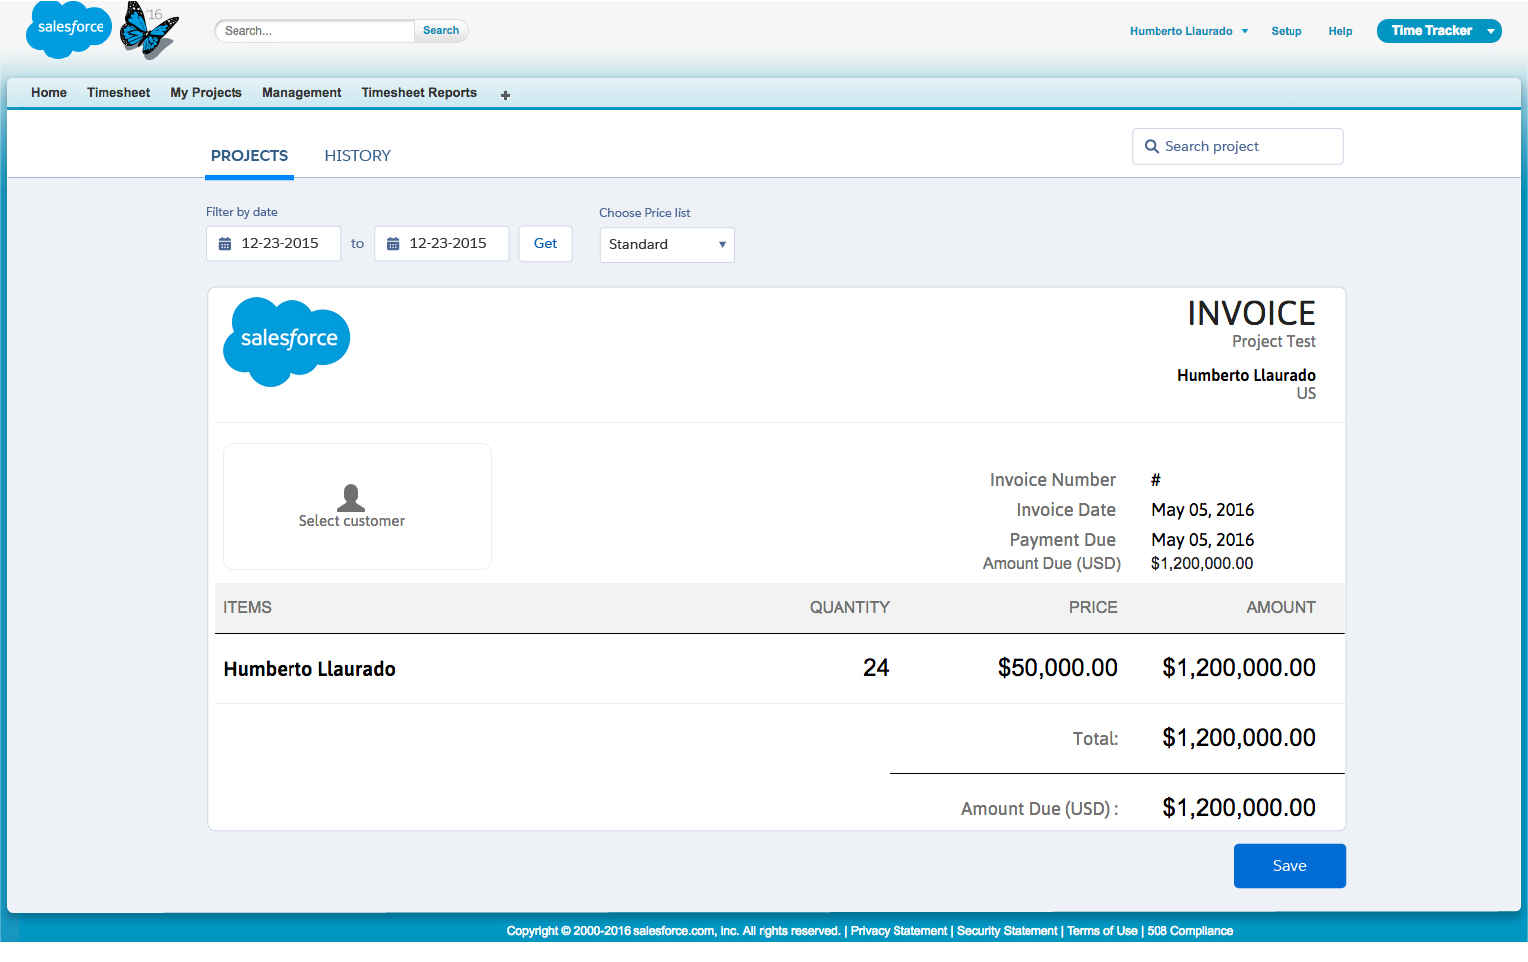 salesforce '16 Search... Search Humberto Llaurado Setup Help Time Tracker
Home Timesheet My Projects Management Timesheet Reports +
PROJECTS HISTORY Search project
Filter by date Choose Price list
12-23-2015 to 12-23-2015 Get Standard
salesforce
INVOICE
Project Test
Humberto Llaurado
US
Select customer
Invoice Number #
Invoice Date May 05, 2016
Payment Due May 05, 2016
Amount Due (USD) $1,200,000.00
ITEMS QUANTITY PRICE AMOUNT
Humberto Llaurado 24 $50,000.00 $1,200,000.00
Total: $1,200,000.00
Amount Due (USD) : $1,200,000.00
Save
Copyright © 2000-2016 salesforce.com, inc. All rights reserved. | Privacy Statement | Security Statement | Terms of Use | 508 Compliance